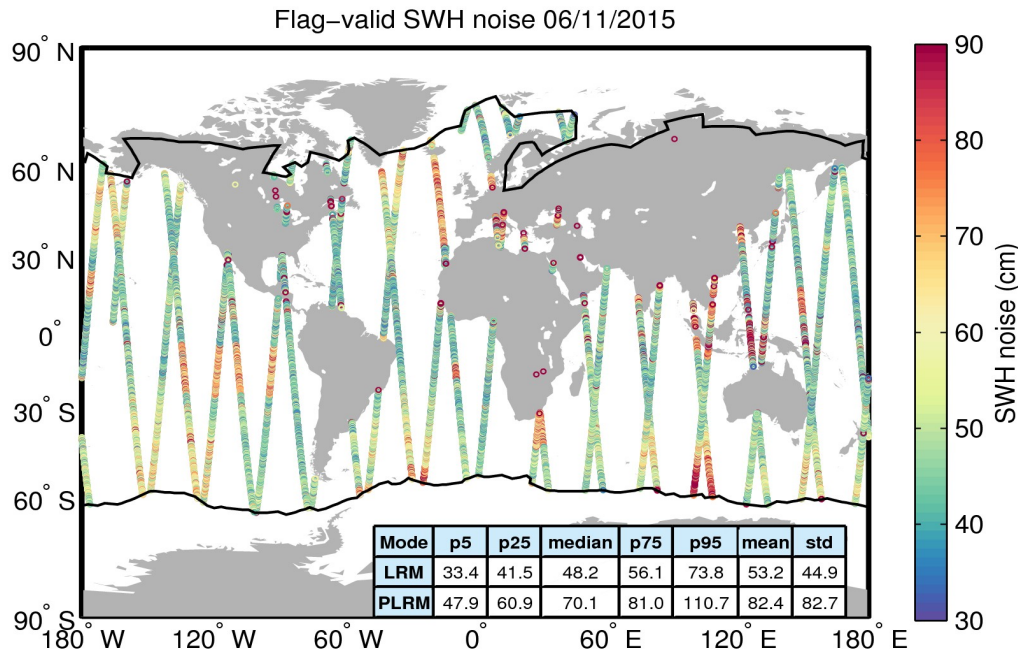 Flag−valid SWH noise 06/11/2015
90° N
60° N
30° N
0°
30° S
60° S
90° S
180° W
120° W
60° W
0°
60° E
120° E
180° E
Mode p5 p25 median p75 p95 mean std
LRM 33.4 41.5 48.2 56.1 73.8 53.2 44.9
PLRM 47.9 60.9 70.1 81.0 110.7 82.4 82.7
90
80
70
60
50
40
30
SWH noise (cm)